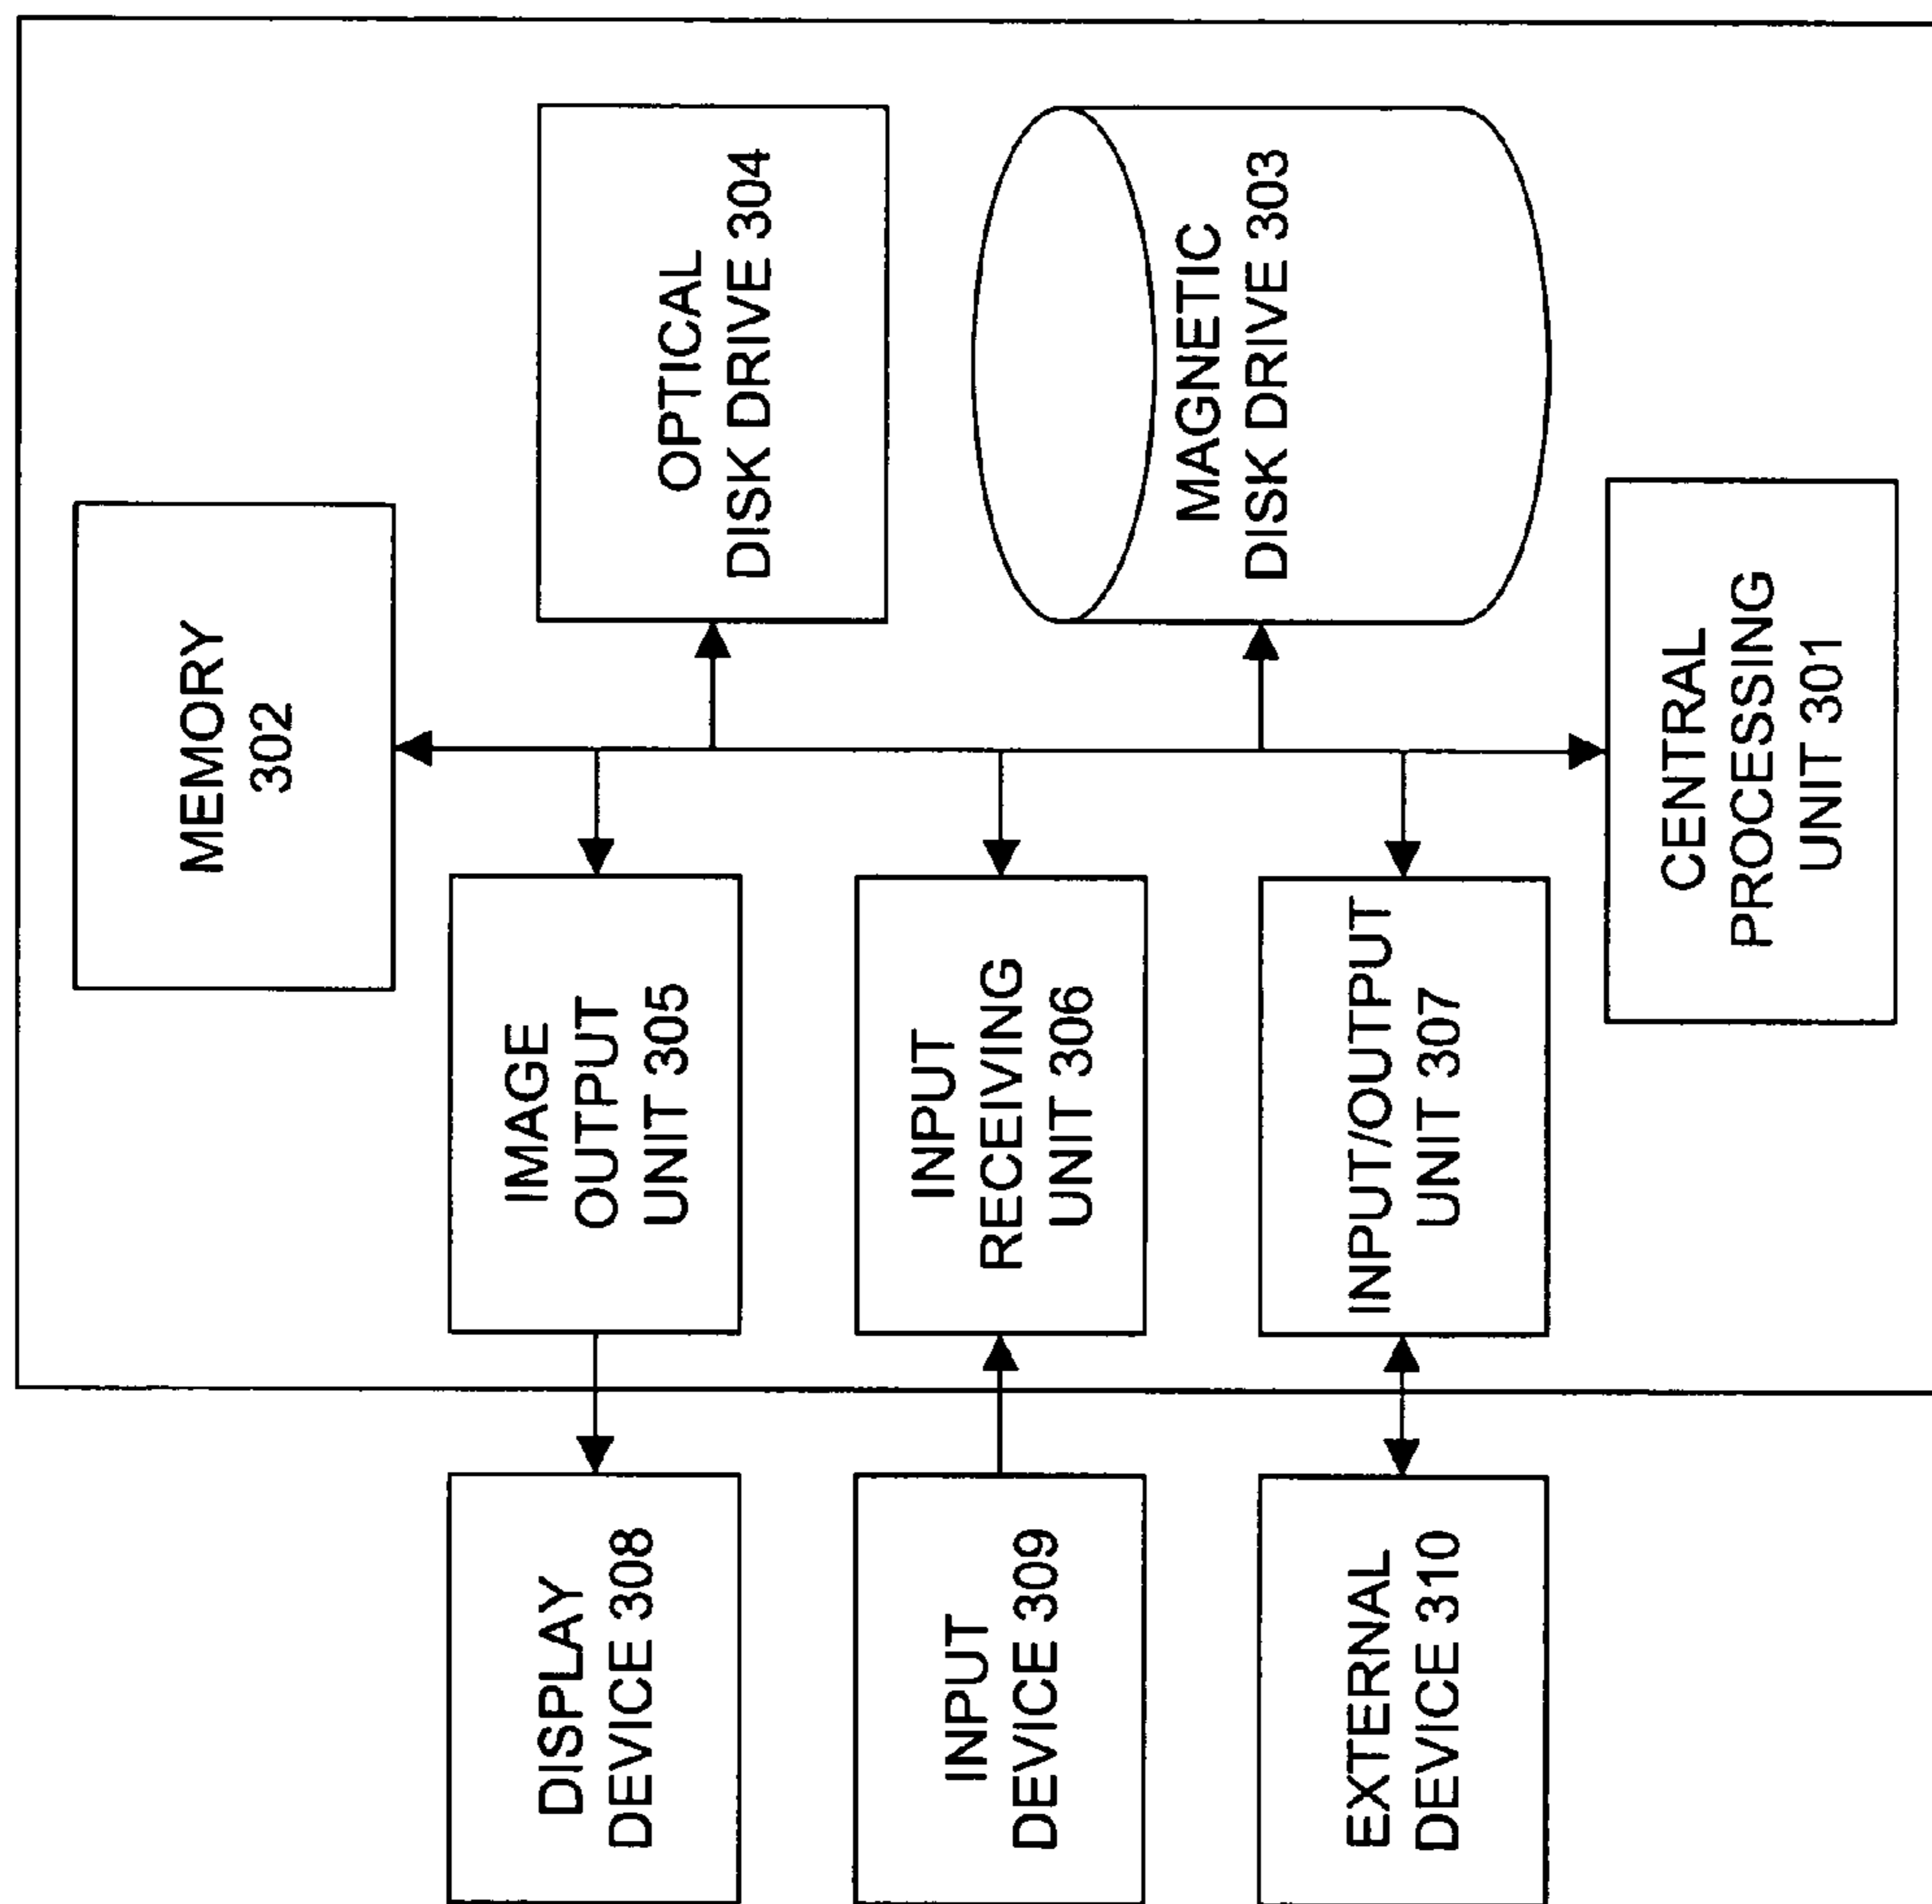 DISPLAY
DEVICE 308
INPUT
DEVICE 309
EXTERNAL
DEVICE 310
IMAGE
OUTPUT
UNIT 305
INPUT
RECEIVING
UNIT 306
INPUT/OUTPUT
UNIT 307
MEMORY
302
CENTRAL
PROCESSING
UNIT 301
OPTICAL
DISK DRIVE 304
MAGNETIC
DISK DRIVE 303